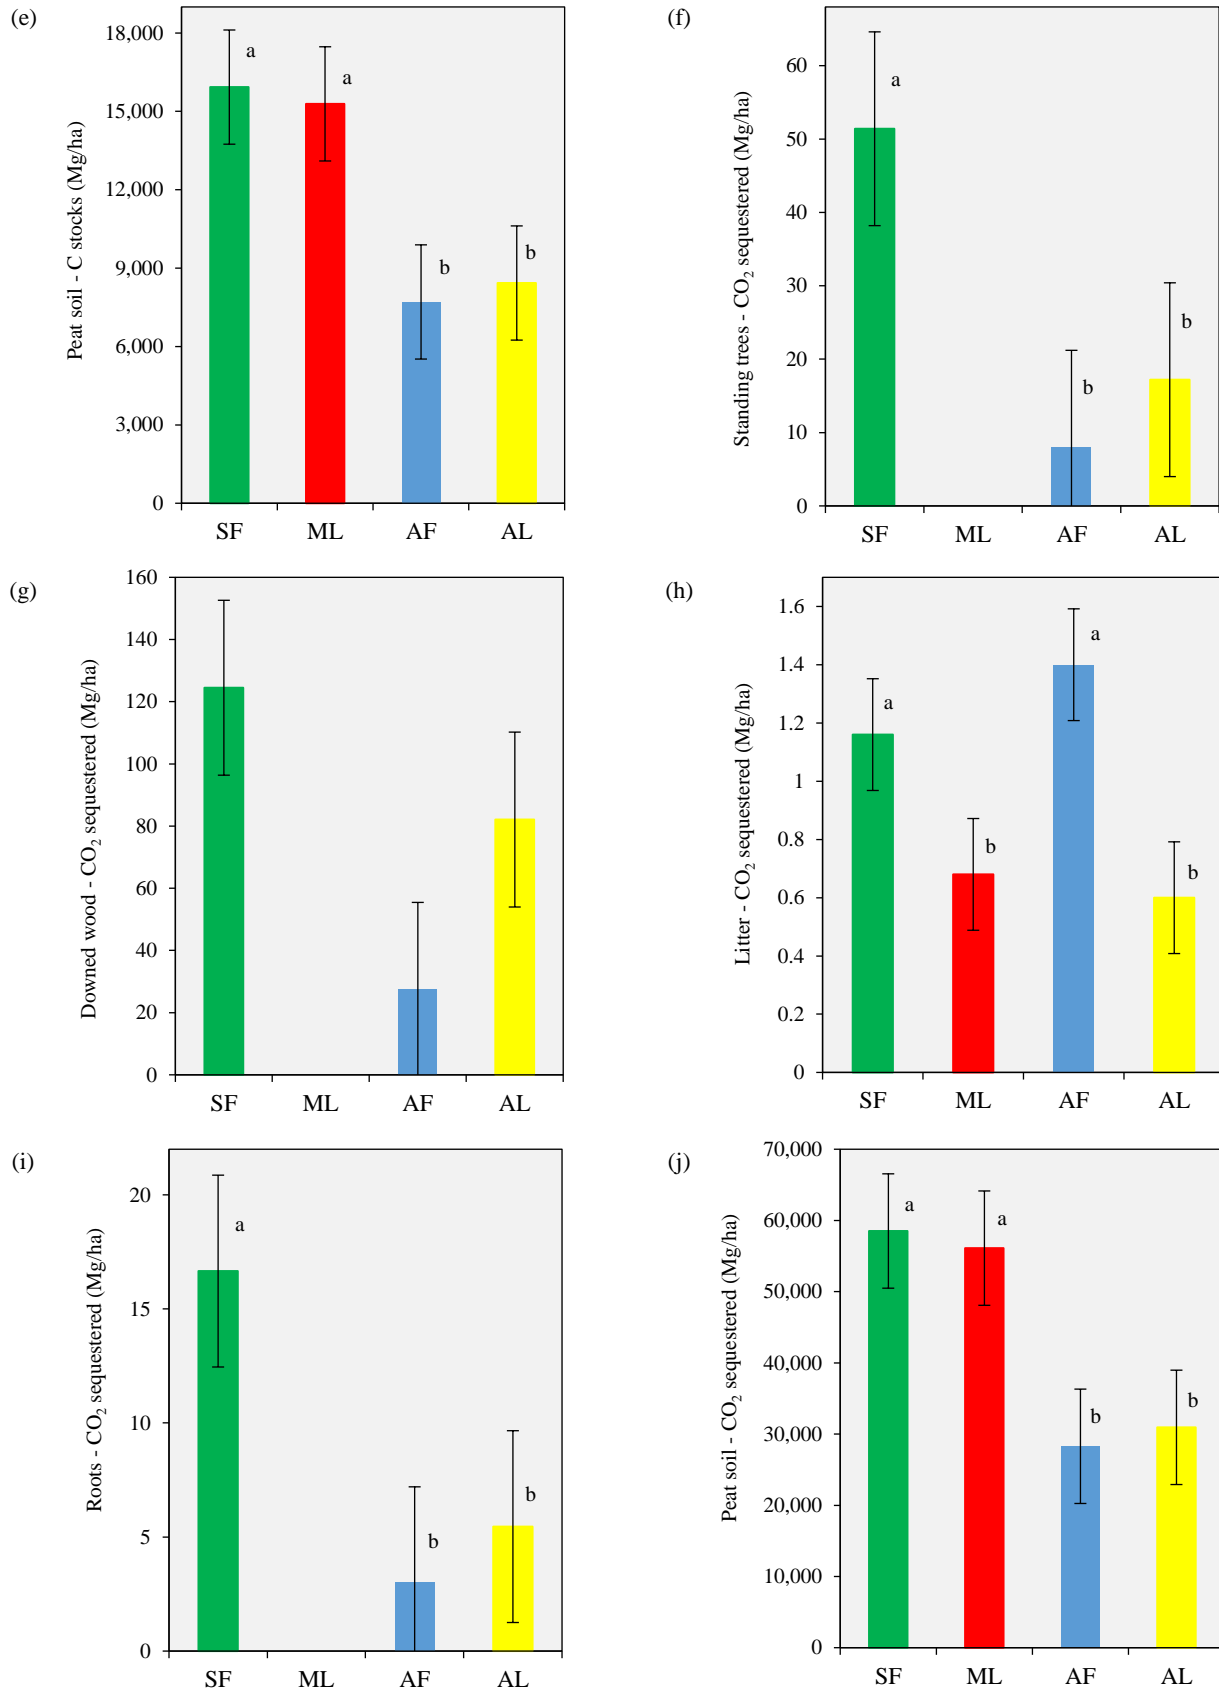 (e)
Peat soil - C stocks (Mg/ha)
18,000
15,000
12,000
9,000
6,000
3,000
0
a
a
b
b
SF ML AF AL
(f)
Standing trees - CO₂ sequestered (Mg/ha)
60
50
40
30
20
10
0
a
b
b
SF ML AF AL
(g)
Downed wood - CO₂ sequestered (Mg/ha)
160
140
120
100
80
60
40
20
0
SF ML AF AL
(h)
Litter - CO₂ sequestered (Mg/ha)
1.6
1.4
1.2
1
0.8
0.6
0.4
0.2
0
a
b
a
b
SF ML AF AL
(i)
Roots - CO₂ sequestered (Mg/ha)
20
15
10
5
0
a
b
b
SF ML AF AL
(j)
Peat soil - CO₂ sequestered (Mg/ha)
70,000
60,000
50,000
40,000
30,000
20,000
10,000
0
a
a
b
b
SF ML AF AL